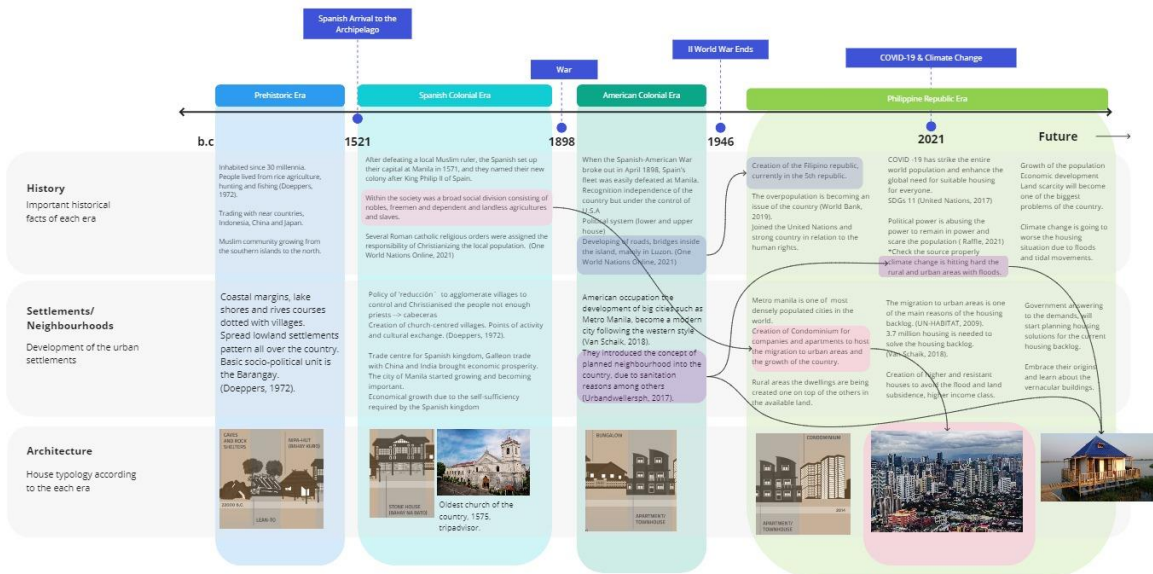 Spanish Arrival to the
Archipelago
War
II World War Ends
COVID-19 & Climate Change
Prehistoric Era
Spanish Colonial Era
American Colonial Era
Philippine Republic Era
b.c
1521
1898
1946
2021
Future
History
Important historical
facts of each era
Inhabited since 30 millennia.
People lived from rice agriculture,
hunting and fishing (Doeppers,
1972).
Trading with near countries,
Indonesia, China and Japan.
Muslim community growing from
the southern islands to the north.
After defeating a local Muslim ruler, the Spanish set up
their capital at Manila in 1571, and they named their new
colony after King Philip II of Spain.
Within the society was a broad social division consisting of
nobles, freemen and dependent and landless agricultures
and slaves.
Several Roman catholic religious orders were assigned the
responsibility of Christianizing the local population. (One
World Nations Online, 2021)
When the Spanish-American War
broke out in April 1898, Spain's
fleet was easily defeated at Manila.
Recognition independence of the
country but under the control of
U.S.A
Political system (lower and upper
house)
Developing of roads, bridges inside
the island, mainly in Luzon. (One
World Nations Online, 2021)
Creation of the Filipino republic,
currently in the 5th republic.
The overpopulation is becoming an
issue of the country (World Bank,
2019).
Joined the United Nations and
strong country in relation to the
human rights.
COVID -19 has strike the entire
world population and enhance the
global need for suitable housing
for everyone.
SDGs 11 (United Nations, 2017)
Political power is abusing the
power to remain in power and
scare the population ( Raffle, 2021)
*Check the source properly
climate change is hitting hard the
rural and urban areas with floods.
Growth of the population
Economic development
Land scarcity will become
one of the biggest
problems of the country.
Climate change is going to
worse the housing
situation due to floods
and tidal movements.
Settlements/
Neighbourhoods
Development of the urban
settlements
Coastal margins, lake
shores and rives courses
dotted with villages.
Spread lowland settlements
pattern all over the country.
Basic socio-political unit is
the Barangay.
(Doeppers, 1972).
Policy of 'reducción´ to agglomerate villages to
control and Christianised the people not enough
priests --> cabeceras
Creation of church-centred villages. Points of activity
and cultural exchange. (Doeppers, 1972).
Trade centre for Spanish kingdom, Galleon trade
with China and India brought economic prosperity.
The city of Manila started growing and becoming
important.
Economical growth due to the self-sufficiency
required by the Spanish kingdom
American occupation the
development of big cities such as
Metro Manila, become a modern
city following the western style
(Van Schaik, 2018).
They introduced the concept of
planned neighbourhood into the
country, due to sanitation
reasons among others
(Urbandwellersph, 2017).
Metro manila is one of most
densely populated cities in the
world.
Creation of Condominium for
companies and apartments to host
the migration to urban areas and
the growth of the country.
Rural areas the dwellings are being
created one on top of the others in
the available land.
The migration to urban areas is one
of the main reasons of the housing
backlog. (UN-HABITAT, 2009).
3.7 million housing is needed to
solve the housing backlog.
(Van Schaik, 2018).
Creation of higher and resistant
houses to avoid the flood and land
subsidence, higher income class.
Government answering
to the demands, will
start planning housing
solutions for the current
housing backlog.
Embrace their origins
and learn about the
vernacular buildings.
Architecture
House typology according
to the each era
CAVES
AND ROCK
SHELTERS
NIPA-HUT
(BAHAY KUBO)
LEAN-TO
STONE HOUSE
(BAHAY NA BATO)
Oldest church of the
country, 1575,
tripadvisor.
BUNGALOW
APARTMENT/
TOWNHOUSE
CONDOMINIUM
APARTMENT/
TOWNHOUSE